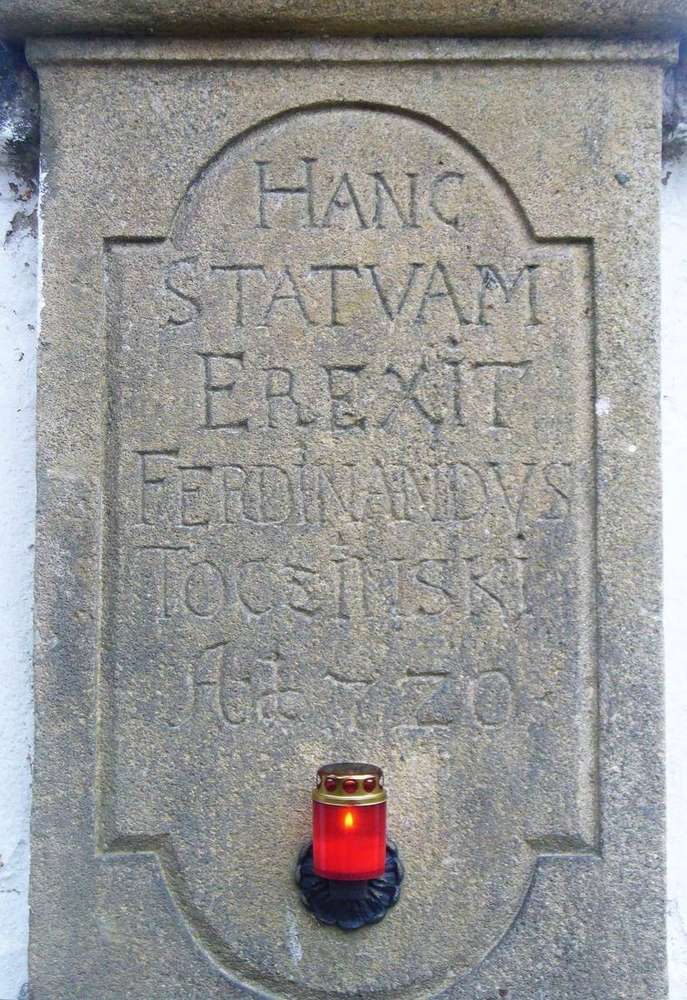 HANC
STATVAM
EREXIT
FERDINANDVS
TOCZINSKI
A: 1720